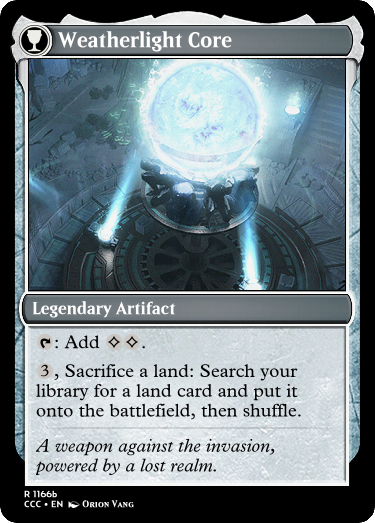 Weatherlight Core
Legendary Artifact
: Add .
3, Sacrifice a land: Search your
library for a land card and put it
onto the battlefield, then shuffle.
A weapon against the invasion,
powered by a lost realm.
R 1166b
CCC • EN Orion Vang